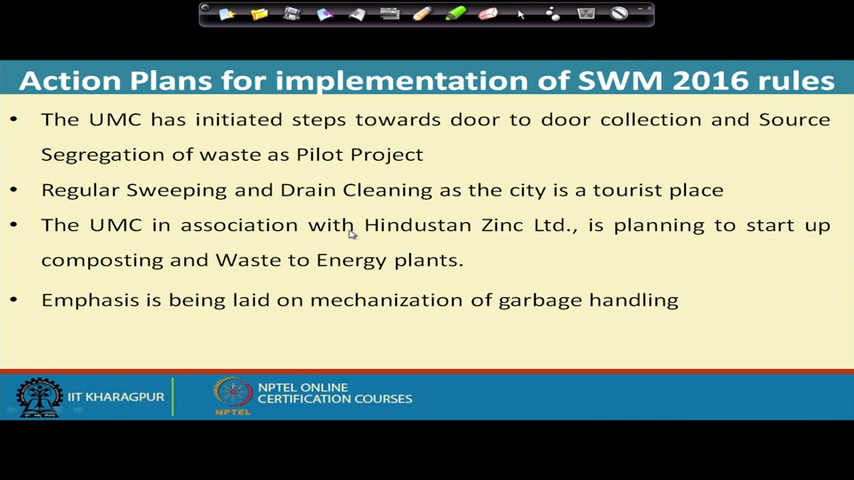 Action Plans for implementation of SWM 2016 rules
• The UMC has initiated steps towards door to door collection and Source
Segregation of waste as Pilot Project
• Regular Sweeping and Drain Cleaning as the city is a tourist place
• The UMC in association with Hindustan Zinc Ltd., is planning to start up
composting and Waste to Energy plants.
• Emphasis is being laid on mechanization of garbage handling
IIT KHARAGPUR
NPTEL
NPTEL ONLINE
CERTIFICATION COURSES